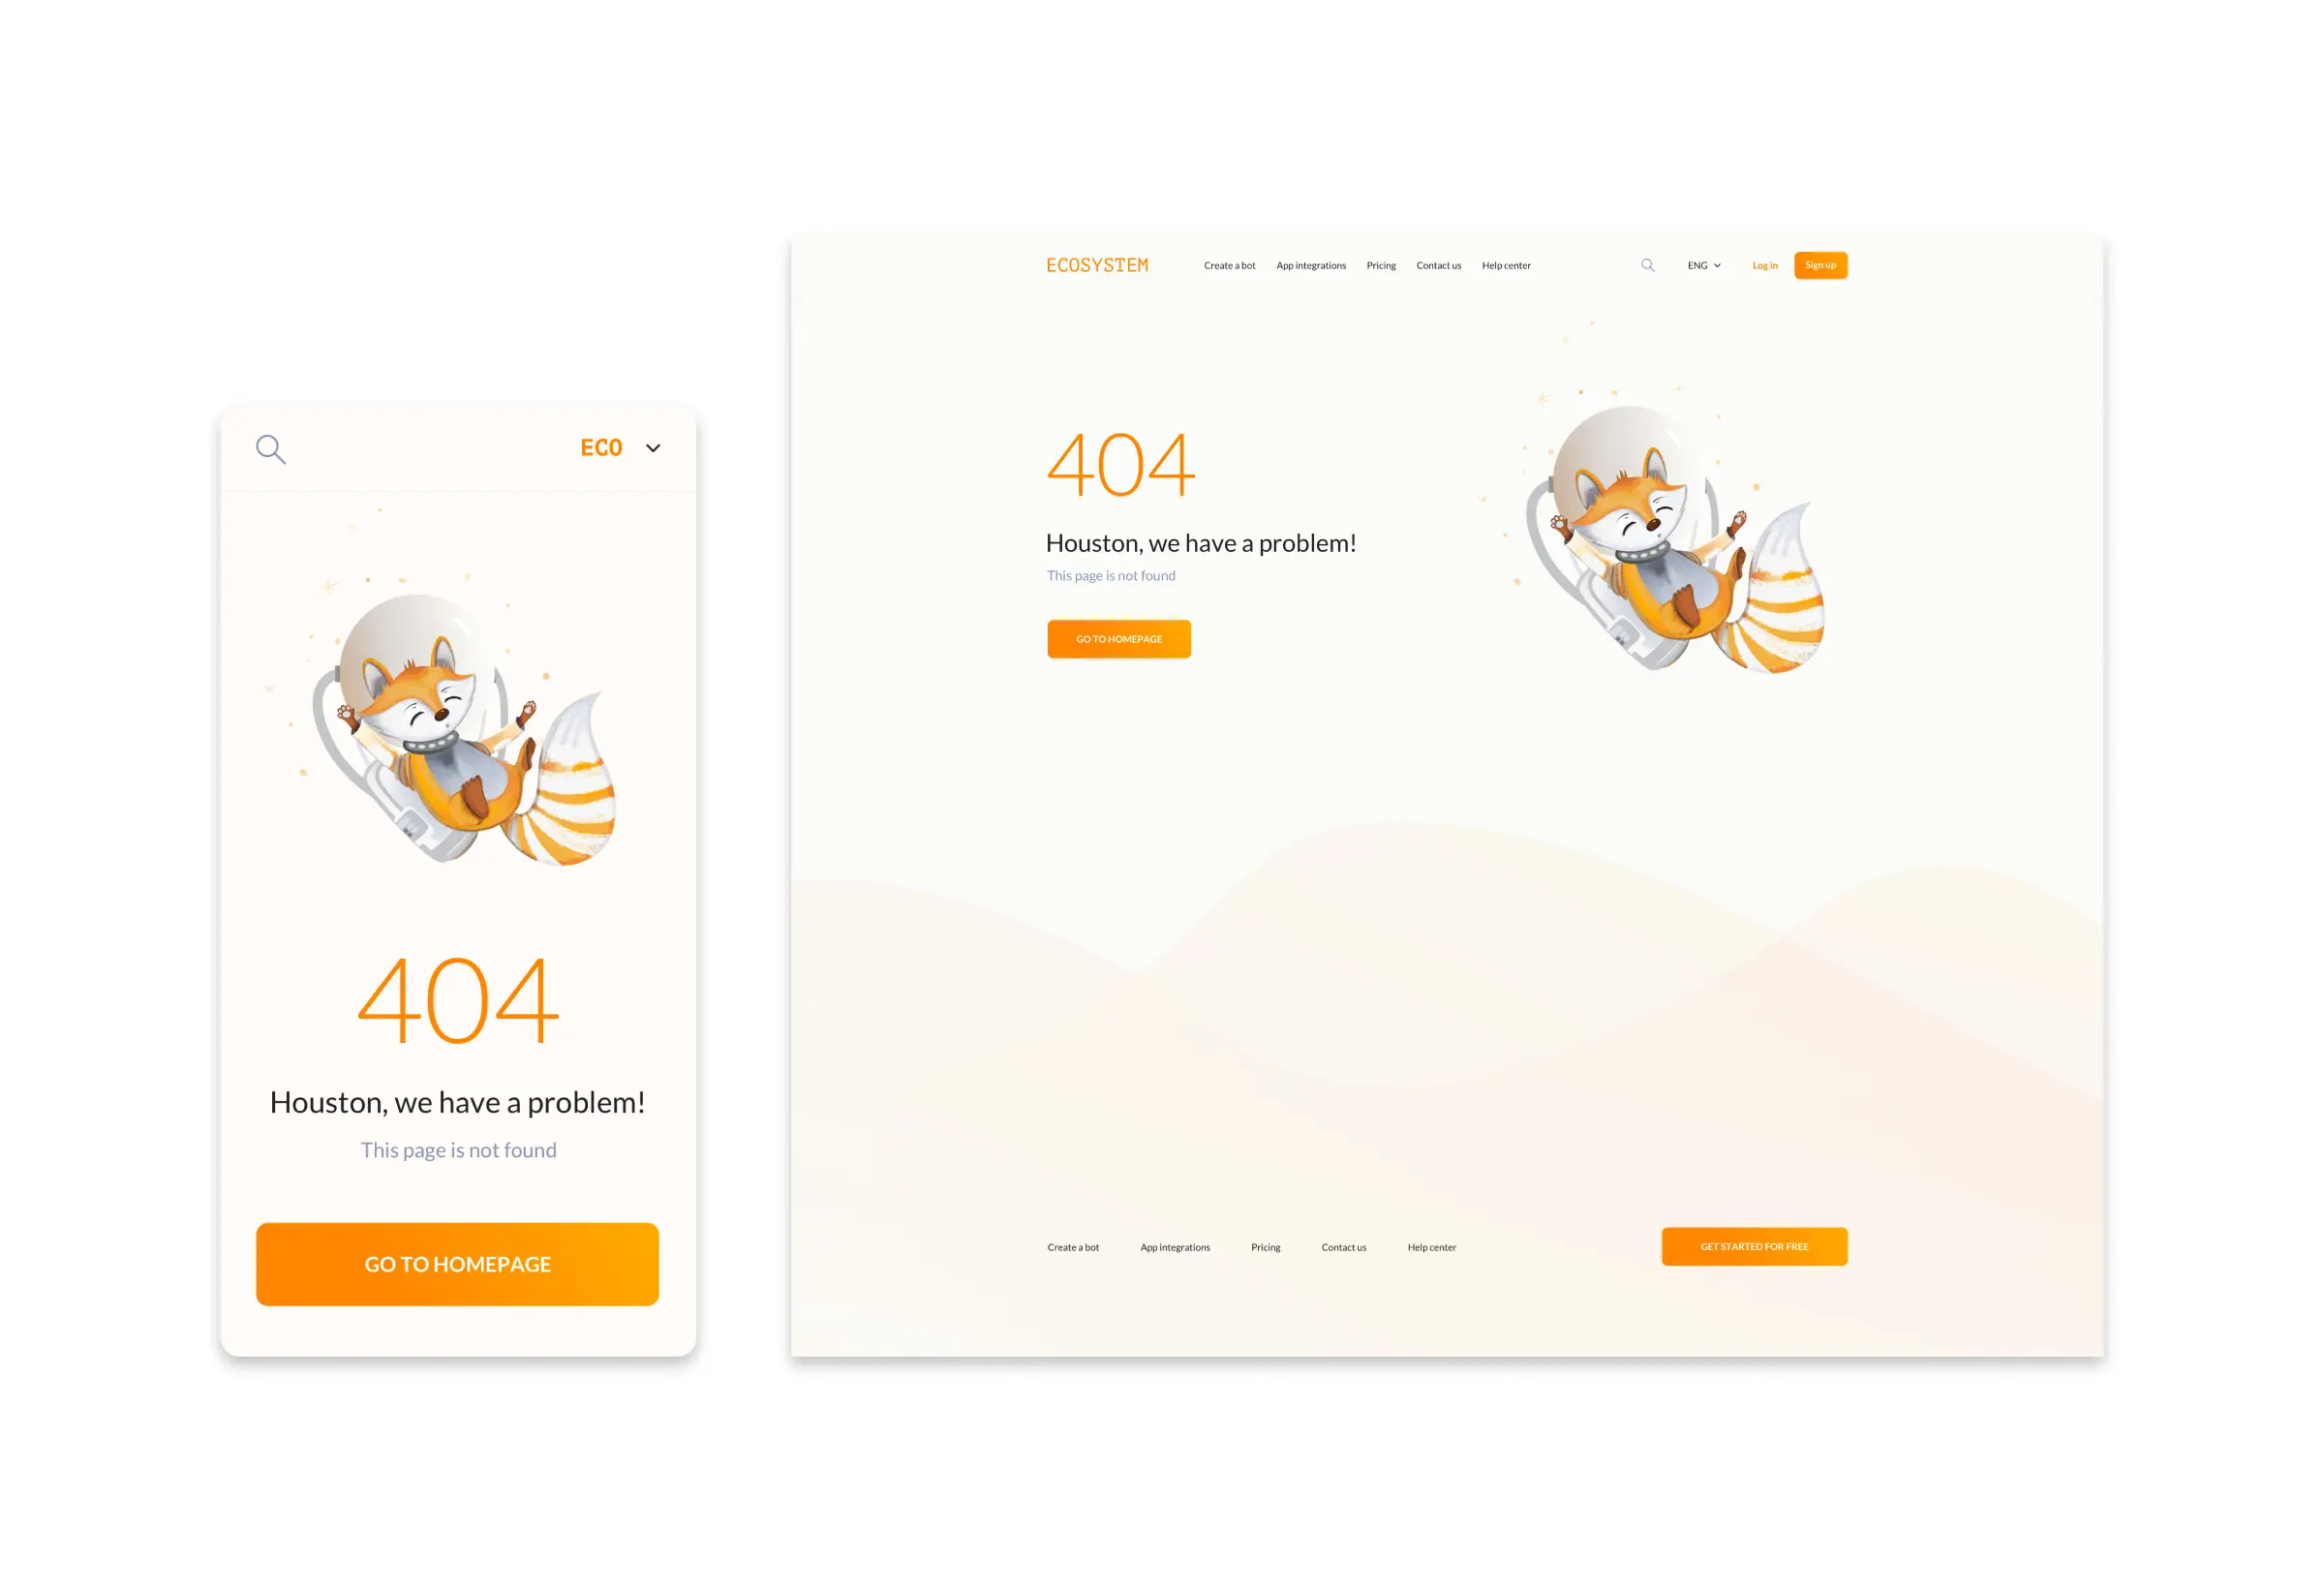 ECO
404
Houston, we have a problem!
This page is not found
GO TO HOMEPAGE
ECOSYSTEM Create a bot App integrations Pricing Contact us Help center ENG Log in Sign up
404
Houston, we have a problem!
This page is not found
GO TO HOMEPAGE
Create a bot App integrations Pricing Contact us Help center GET STARTED FOR FREE